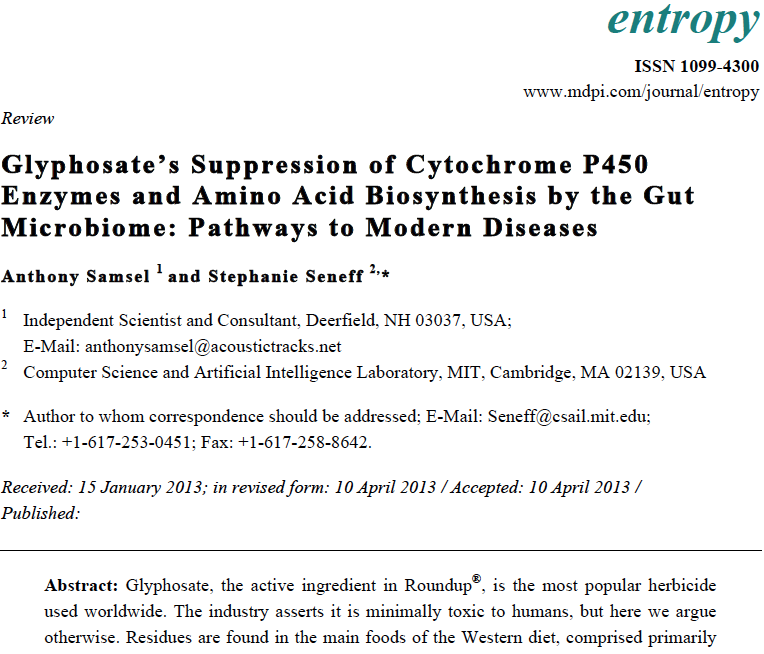 entropy
ISSN 1099-4300
www.mdpi.com/journal/entropy
Review
Glyphosate’s Suppression of Cytochrome P450
Enzymes and Amino Acid Biosynthesis by the Gut
Microbiome: Pathways to Modern Diseases
Anthony Samsel 1 and Stephanie Seneff 2,*
1 Independent Scientist and Consultant, Deerfield, NH 03037, USA;
E-Mail: anthonysamsel@acoustictracks.net
2 Computer Science and Artificial Intelligence Laboratory, MIT, Cambridge, MA 02139, USA
* Author to whom correspondence should be addressed; E-Mail: Seneff@csail.mit.edu;
Tel.: +1-617-253-0451; Fax: +1-617-258-8642.
Received: 15 January 2013; in revised form: 10 April 2013 / Accepted: 10 April 2013 /
Published:
Abstract: Glyphosate, the active ingredient in Roundup®, is the most popular herbicide
used worldwide. The industry asserts it is minimally toxic to humans, but here we argue
otherwise. Residues are found in the main foods of the Western diet, comprised primarily